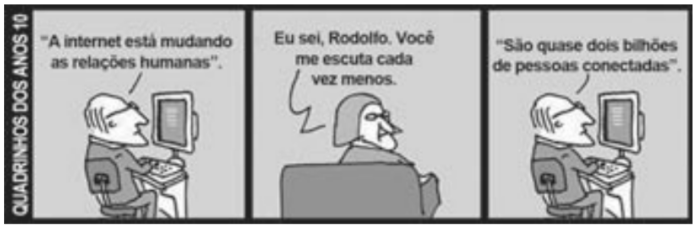 QUADRINHOS DOS ANOS 10
“A internet está mudando
as relações humanas”.
Eu sei, Rodolfo. Você
me escuta cada
vez menos.
“São quase dois bilhões
de pessoas conectadas”.